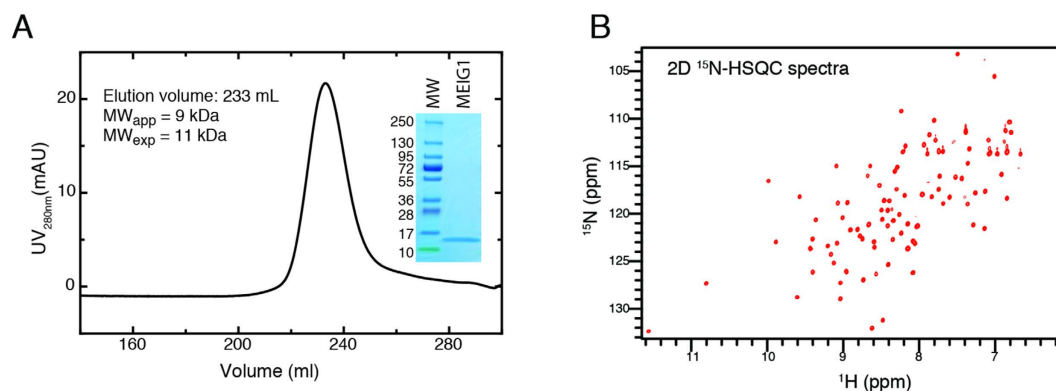 A
UV280nm(mAU)
20
10
0
160
200
240
280
Volume (ml)
Elution volume: 233 mL
MWapp = 9 kDa
MWexp = 11 kDa
MW
MEIG1
250
130
95
72
55
36
28
17
10
B
2D ¹⁵N-HSQC spectra
¹⁵N (ppm)
105
110
115
120
125
130
11
10
9
8
7
¹H (ppm)